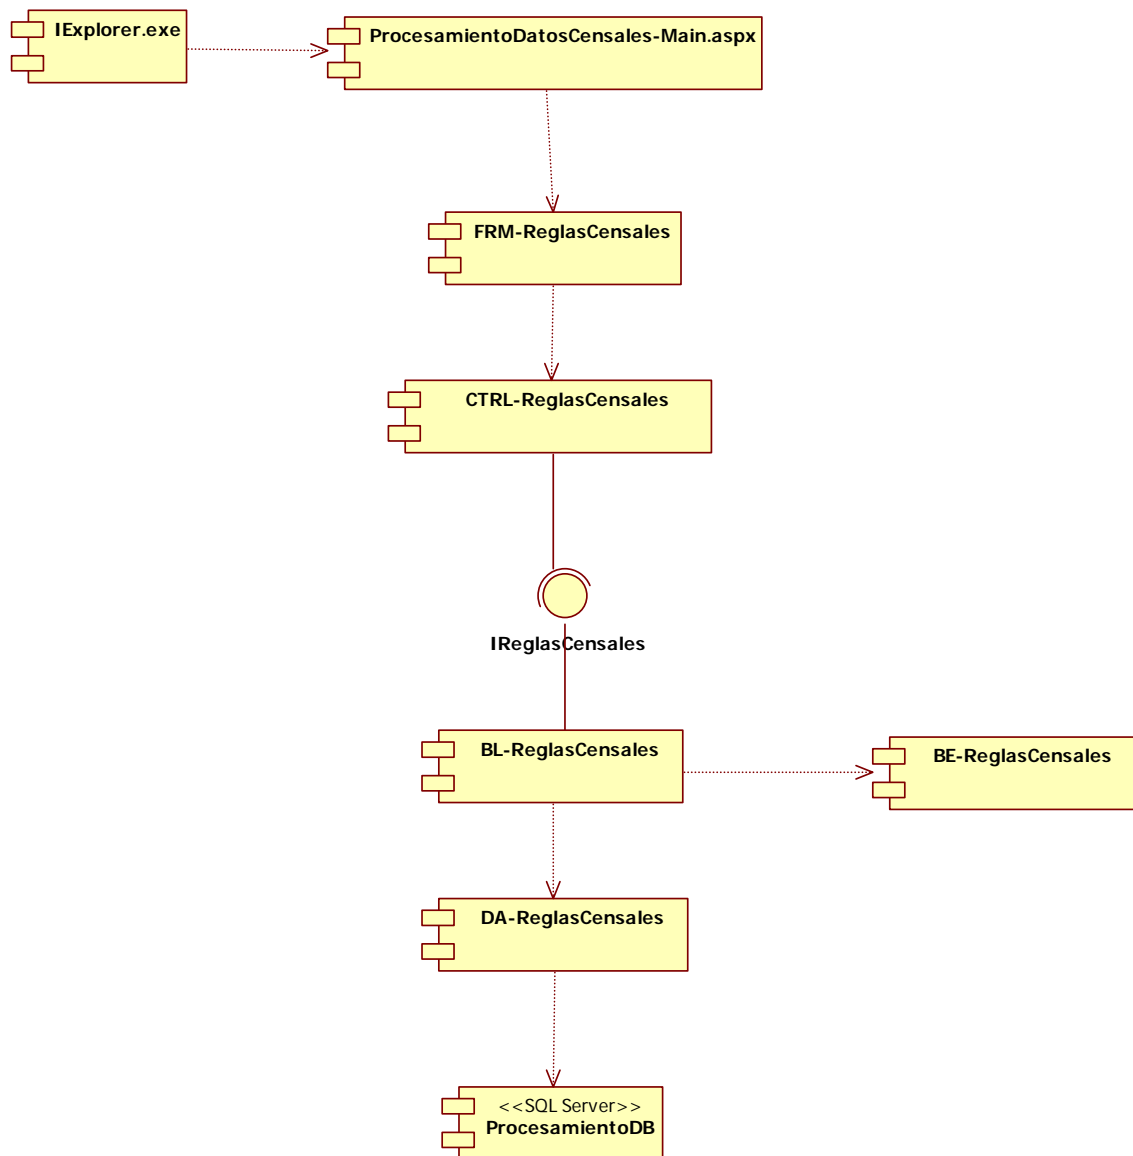 IExplorer.exe
ProcesamientoDatosCensales-Main.aspx
FRM-ReglasCensales
CTRL-ReglasCensales
IReglasCensales
BL-ReglasCensales
BE-ReglasCensales
DA-ReglasCensales
<<SQL Server>>
ProcesamientoDB